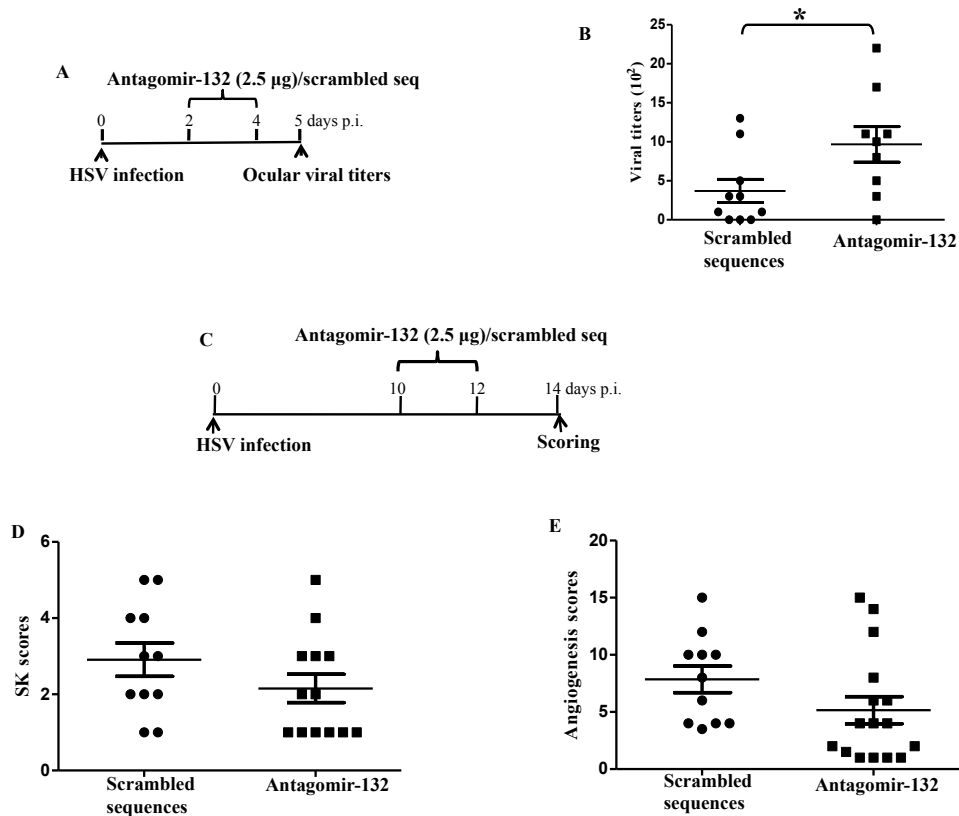 A
Antagomir-132 (2.5 µg)/scrambled seq
0 2 4 5 days p.i.
HSV infection Ocular viral titers
B
*
Viral titers (10²)
25
20
15
10
5
0
Scrambled
sequences
Antagomir-132
C
Antagomir-132 (2.5 µg)/scrambled seq
0 10 12 14 days p.i.
HSV infection Scoring
D
SK scores
6
4
2
0
Scrambled
sequences
Antagomir-132
E
Angiogenesis scores
20
15
10
5
0
Scrambled
sequences
Antagomir-132